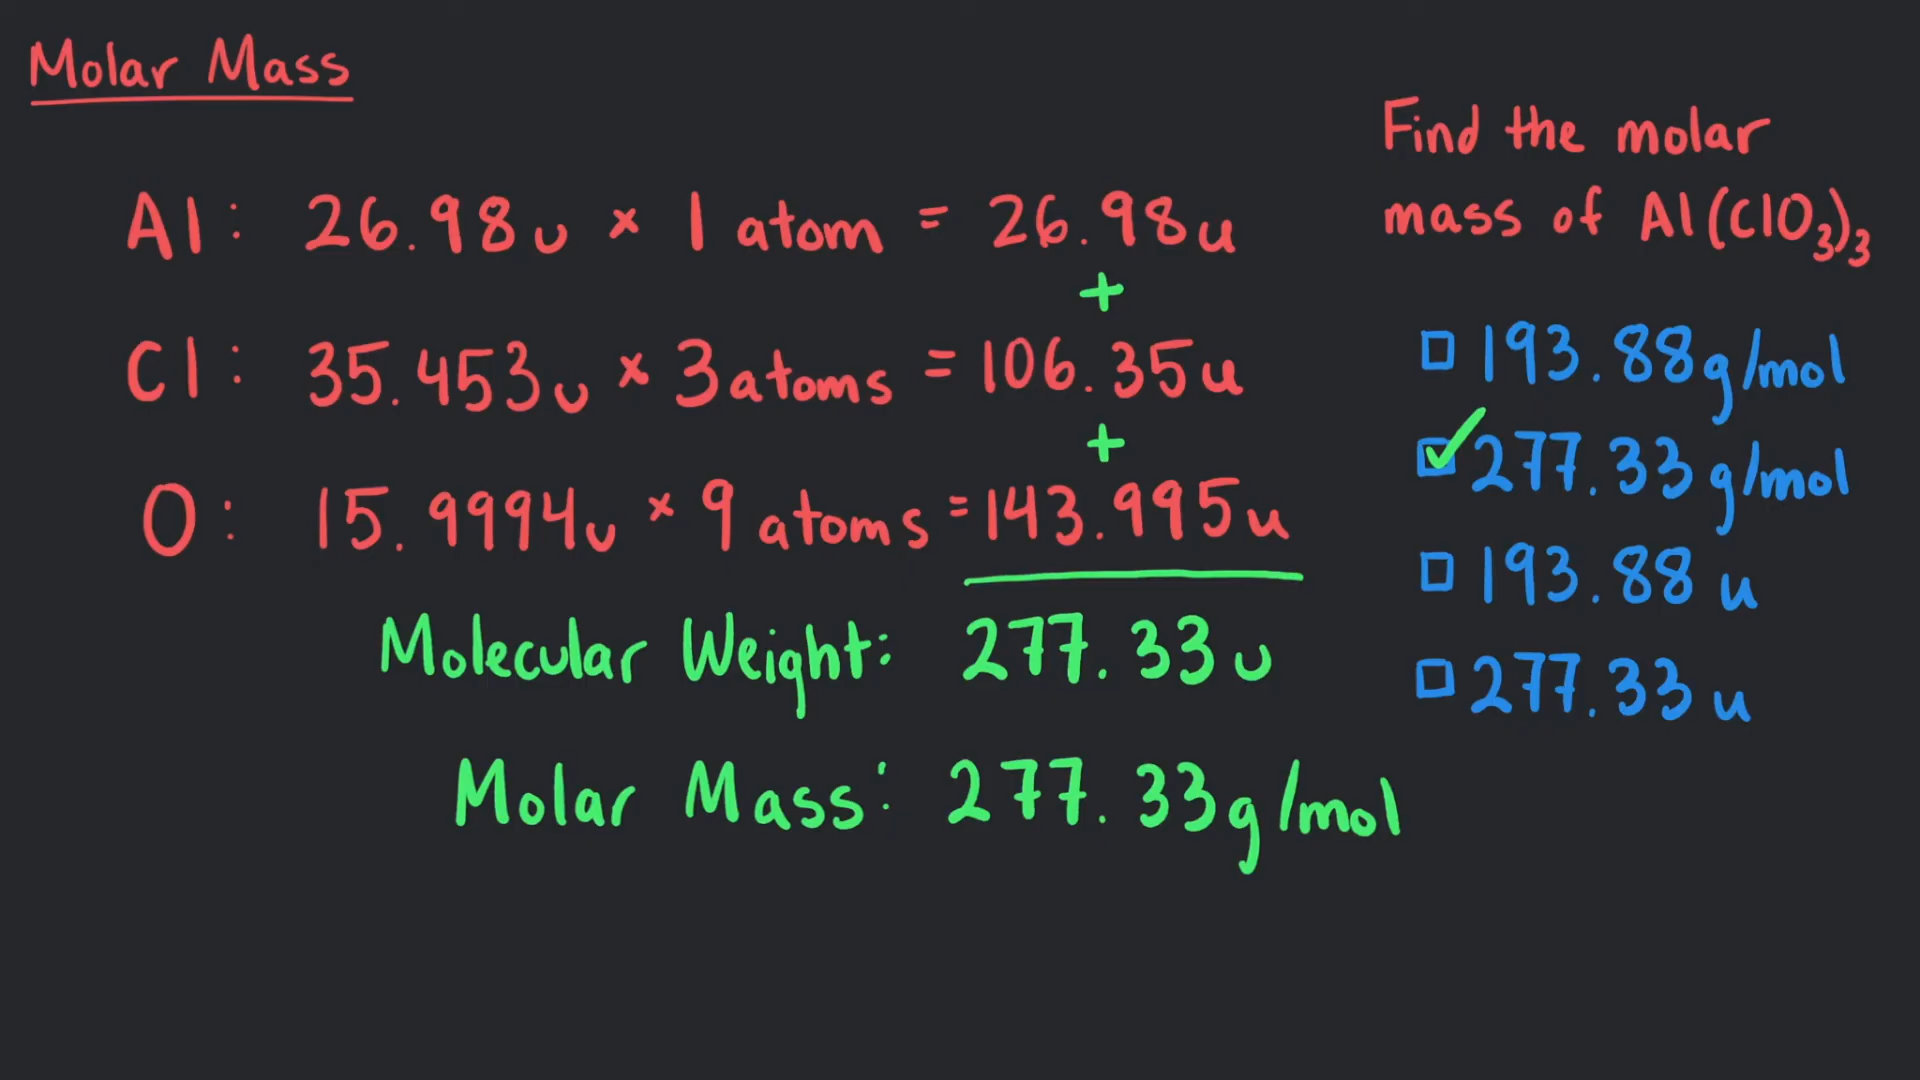 Molar Mass
Al: 26.98u × 1 atom = 26.98u
+
Cl: 35.453u × 3 atoms = 106.35u
+
O: 15.9994u × 9 atoms = 143.995u
Molecular Weight: 277.33u
Molar Mass: 277.33g/mol
Find the molar
mass of Al(ClO₃)₃
193.88g/mol
277.33g/mol
193.88 u
277.33 u